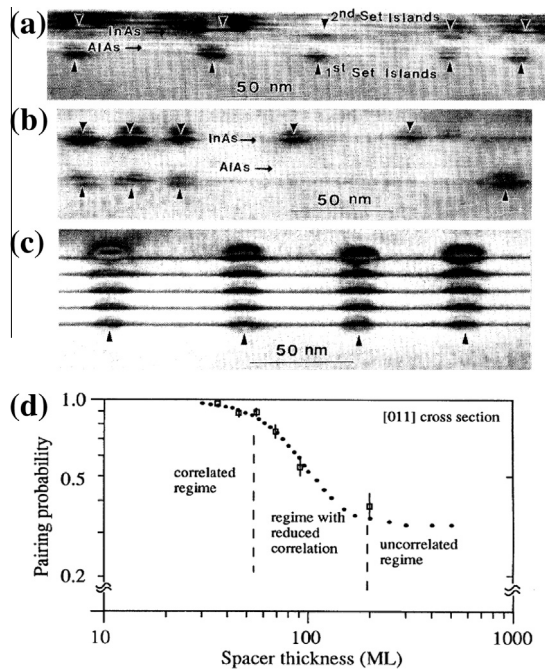 (a)
2nd Set Islands
InAs→
AlAs→
1st Set Islands
50 nm
(b)
InAs→
AlAs→
50 nm
(c)
50 nm
(d)
[011] cross section
Pairing probability
1.0
0.5
0.2
correlated
regime
regime with
reduced
correlation
uncorrelated
regime
10
100
1000
Spacer thickness (ML)